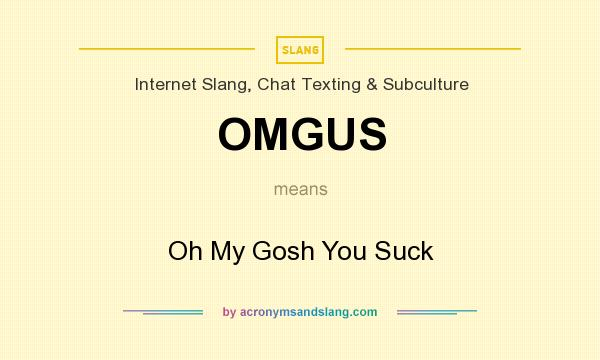 SLANG
Internet Slang, Chat Texting & Subculture
OMGUS
means
Oh My Gosh You Suck
by acronymsandslang.com